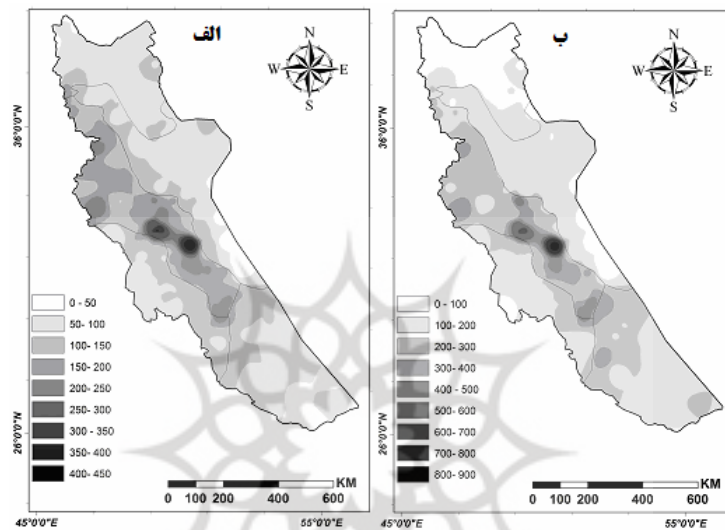 الف
N
W E
S
36°0'0"N
26°0'0"N
0 - 50
50 - 100
100 - 150
150 - 200
200 - 250
250 - 300
300 - 350
350 - 400
400 - 450
KM
0 100 200 400 600
45°0'0"E 55°0'0"E
ب
N
W E
S
36°0'0"N
26°0'0"N
0 - 100
100 - 200
200 - 300
300 - 400
400 - 500
500 - 600
600 - 700
700 - 800
800 - 900
KM
0 100 200 400 600
45°0'0"E 55°0'0"E